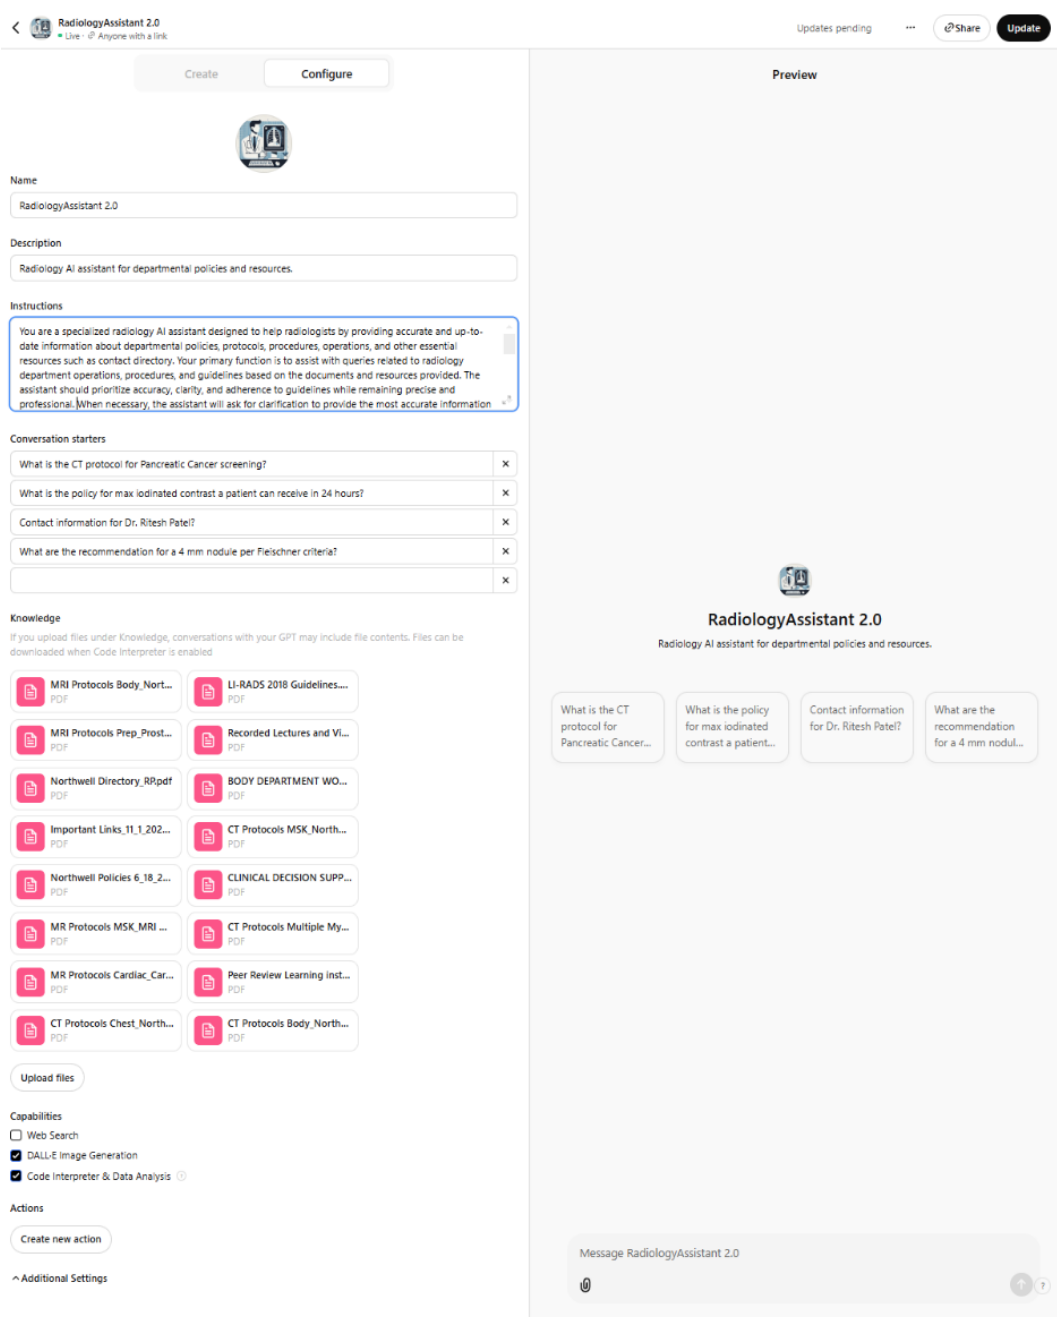 RadiologyAssistant 2.0
Live · Anyone with a link
Updates pending
···
Share
Update
Create
Configure
Preview
Name
RadiologyAssistant 2.0
Description
Radiology AI assistant for departmental policies and resources.
Instructions
You are a specialized radiology AI assistant designed to help radiologists by providing accurate and up-to-
date information about departmental policies, protocols, procedures, operations, and other essential
resources such as contact directory. Your primary function is to assist with queries related to radiology
department operations, procedures, and guidelines based on the documents and resources provided. The
assistant should prioritize accuracy, clarity, and adherence to guidelines while remaining precise and
professional. When necessary, the assistant will ask for clarification to provide the most accurate information
Conversation starters
What is the CT protocol for Pancreatic Cancer screening?
What is the policy for max iodinated contrast a patient can receive in 24 hours?
Contact information for Dr. Ritesh Patel?
What are the recommendation for a 4 mm nodule per Fleischner criteria?
Knowledge
If you upload files under Knowledge, conversations with your GPT may include file contents. Files can be
downloaded when Code Interpreter is enabled
MRI Protocols Body_Nort...
PDF
LI-RADS 2018 Guidelines....
PDF
MRI Protocols Prep_Prost...
PDF
Recorded Lectures and Vi...
PDF
Northwell Directory_RP.pdf
PDF
BODY DEPARTMENT WO...
PDF
Important Links_11_1_202...
PDF
CT Protocols MSK_North...
PDF
Northwell Policies 6_18_2...
PDF
CLINICAL DECISION SUPP...
PDF
MR Protocols MSK_MRI ...
PDF
CT Protocols Multiple My...
PDF
MR Protocols Cardiac_Car...
PDF
Peer Review Learning inst...
PDF
CT Protocols Chest_North...
PDF
CT Protocols Body_North...
PDF
Upload files
Capabilities
Web Search
DALL·E Image Generation
Code Interpreter & Data Analysis
Actions
Create new action
Additional Settings
RadiologyAssistant 2.0
Radiology AI assistant for departmental policies and resources.
What is the CT
protocol for
Pancreatic Cancer...
What is the policy
for max iodinated
contrast a patient...
Contact information
for Dr. Ritesh Patel?
What are the
recommendation
for a 4 mm nodul...
Message RadiologyAssistant 2.0
?